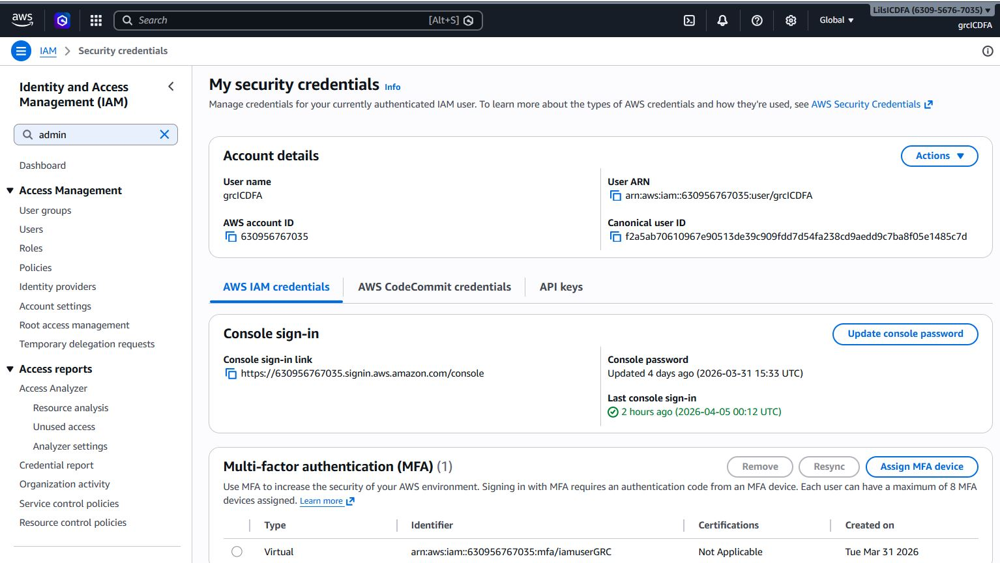 aws
Search [Alt+S]
Global ▼
LilsICDFA (6309-5676-7035) ▼
grcICDFA
IAM > Security credentials
Identity and Access
Management (IAM)
admin
Dashboard
Access Management
User groups
Users
Roles
Policies
Identity providers
Account settings
Root access management
Temporary delegation requests
Access reports
Access Analyzer
Resource analysis
Unused access
Analyzer settings
Credential report
Organization activity
Service control policies
Resource control policies
My security credentials Info
Manage credentials for your currently authenticated IAM user. To learn more about the types of AWS credentials and how they're used, see AWS Security Credentials
Account details
Actions ▼
User name
grcICDFA
User ARN
arn:aws:iam::630956767035:user/grcICDFA
AWS account ID
630956767035
Canonical user ID
f2a5ab70610967e90513de39c909fdd7d54fa238cd9aedd9c7ba8f05e1485c7d
AWS IAM credentials
AWS CodeCommit credentials
API keys
Console sign-in
Update console password
Console sign-in link
https://630956767035.signin.aws.amazon.com/console
Console password
Updated 4 days ago (2026-03-31 15:33 UTC)
Last console sign-in
2 hours ago (2026-04-05 00:12 UTC)
Multi-factor authentication (MFA) (1)
Remove
Resync
Assign MFA device
Use MFA to increase the security of your AWS environment. Signing in with MFA requires an authentication code from an MFA device. Each user can have a maximum of 8 MFA
devices assigned. Learn more
Type Identifier Certifications Created on
Virtual arn:aws:iam::630956767035:mfa/iamuserGRC Not Applicable Tue Mar 31 2026